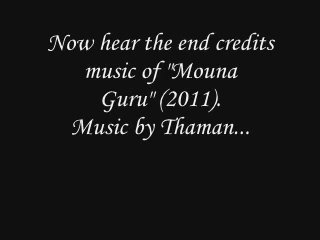 Now hear the end credits
music of "Mouna
Guru" (2011).
Music by Thaman...